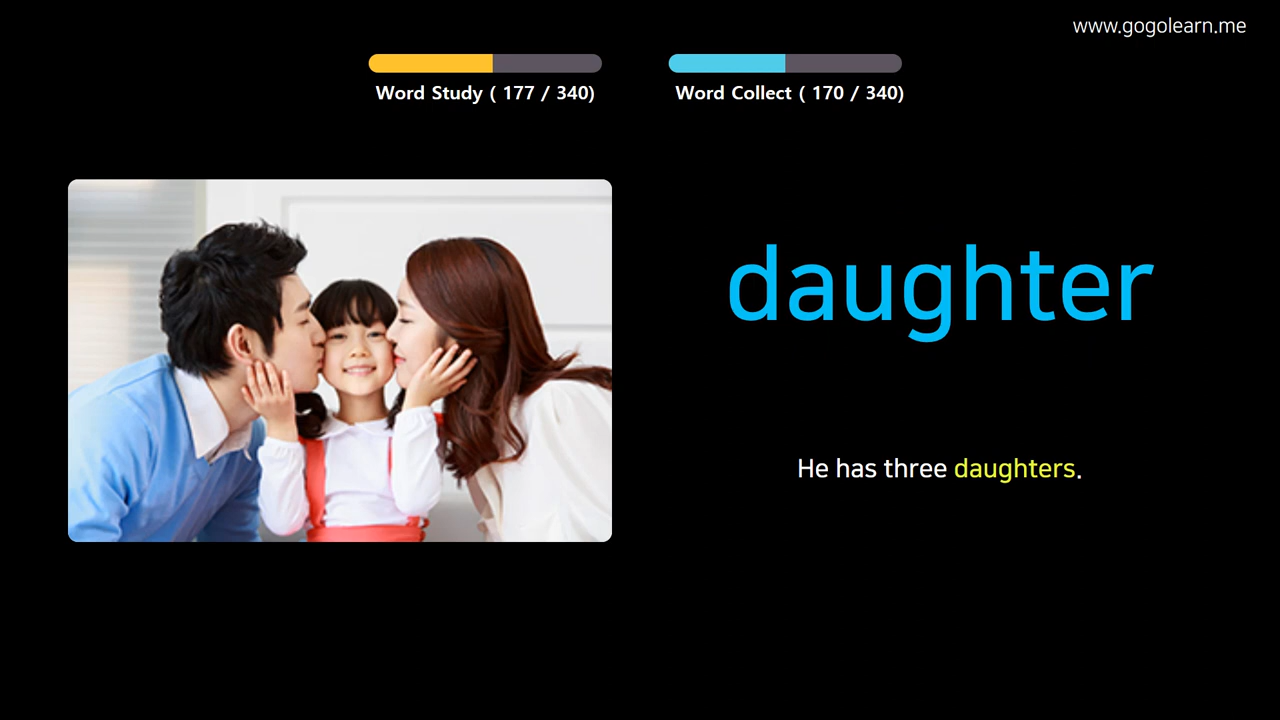 www.gogolearn.me
Word Study ( 177 / 340)
Word Collect ( 170 / 340)
daughter
He has three daughters.